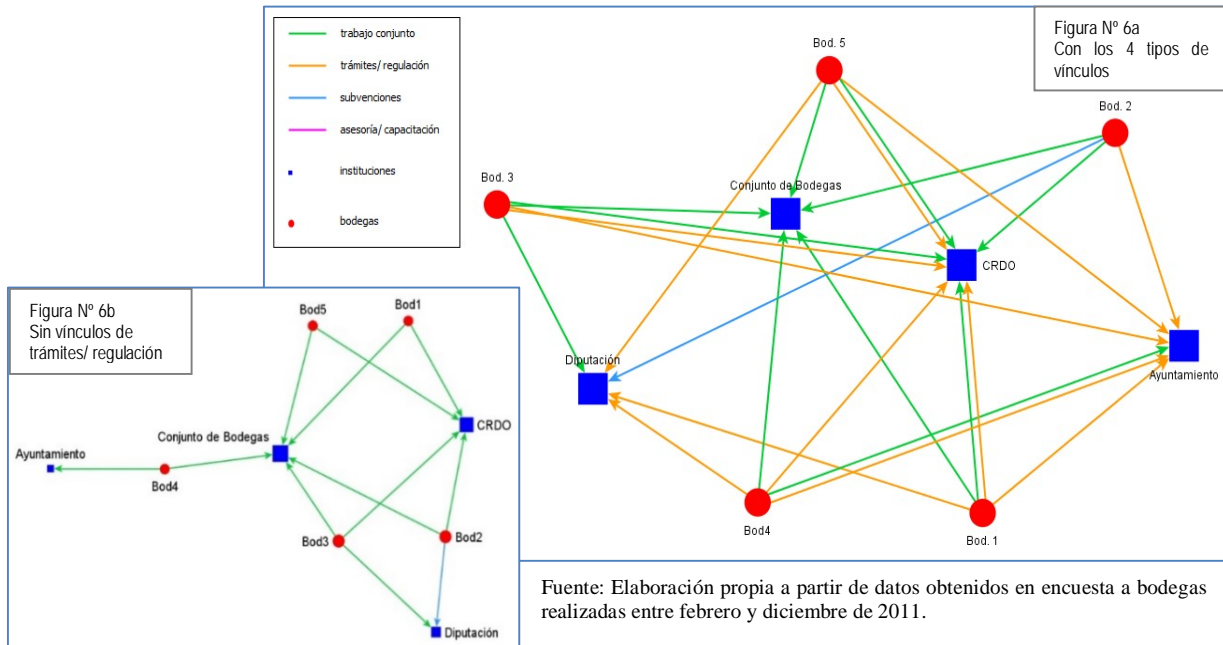 trabajo conjunto
trámites/ regulación
subvenciones
asesoría/ capacitación
instituciones
bodegas
Figura Nº 6a
Con los 4 tipos de
vínculos
Bod. 5
Bod. 2
Bod. 3
Conjunto de Bodegas
CRDO
Diputación
Ayuntamiento
Bod4
Bod. 1
Figura Nº 6b
Sin vínculos de
trámites/ regulación
Bod5
Bod1
CRDO
Conjunto de Bodegas
Ayuntamiento
Bod4
Bod3
Bod2
Diputación
Fuente: Elaboración propia a partir de datos obtenidos en encuesta a bodegas
realizadas entre febrero y diciembre de 2011.